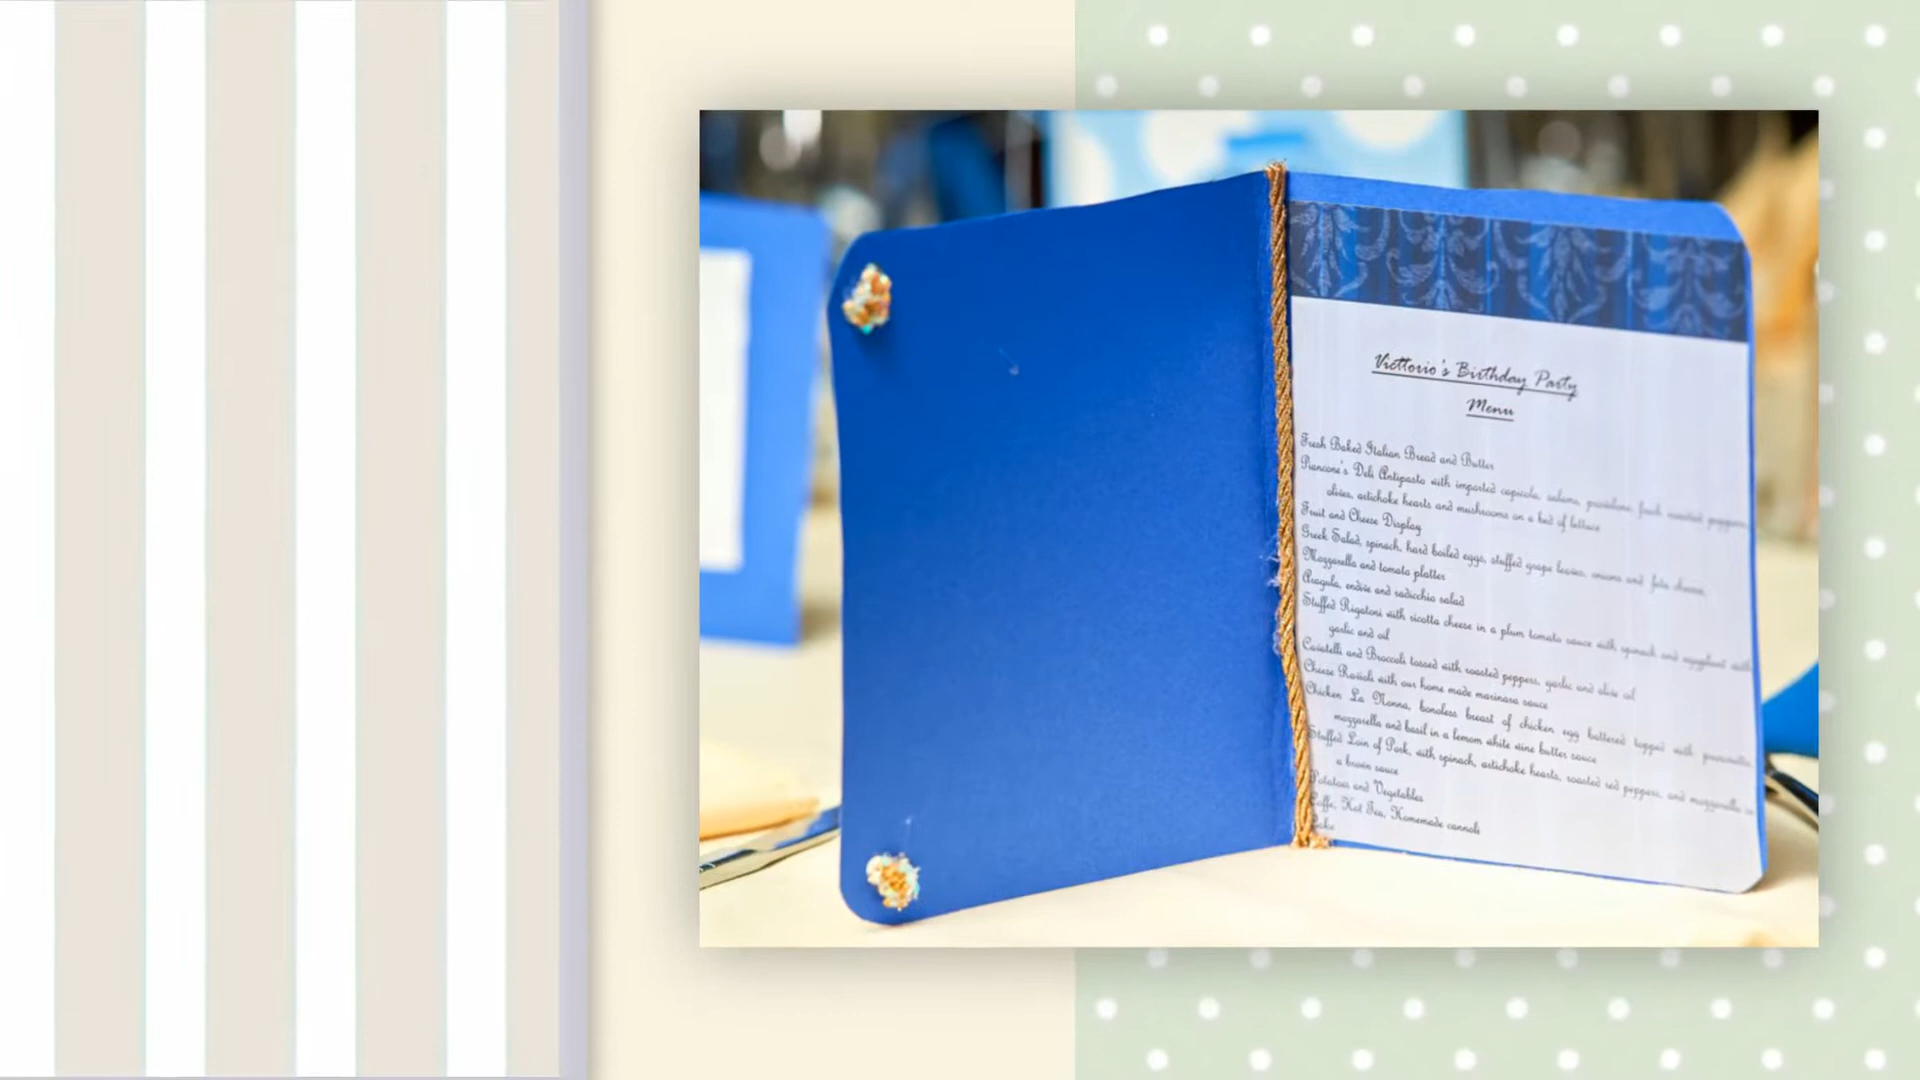 Victtorio's Birthday Party
Menu
Fresh Baked Italian Bread and Butter
Piancone's Deli Antipasto with imported capicola, salami, provolone, fresh roasted peppers,
olives, artichoke hearts and mushrooms on a bed of lettuce
Fruit and Cheese Display
Greek Salad, spinach, hard boiled eggs, stuffed grape leaves, onions and feta cheese,
Mozzarella and tomato platter
Arugula, endive and radicchio salad
Stuffed Rigatoni with ricotta cheese in a plum tomato sauce with spinach and eggplant with
garlic and oil
Cavatelli and Broccoli tossed with roasted peppers, garlic and olive oil
Cheese Ravioli with our home made marinara sauce
Chicken La Nonna, boneless breast of chicken egg battered topped with
mozzarella and basil in a lemom white wine butter sauce
Stuffed Loin of Pork, with spinach, artichoke hearts, roasted red peppers, and mozzarella in
a brown sauce
Potatoes and Vegetables
Coffe, Hot Tea, Homemade cannoli
Cake